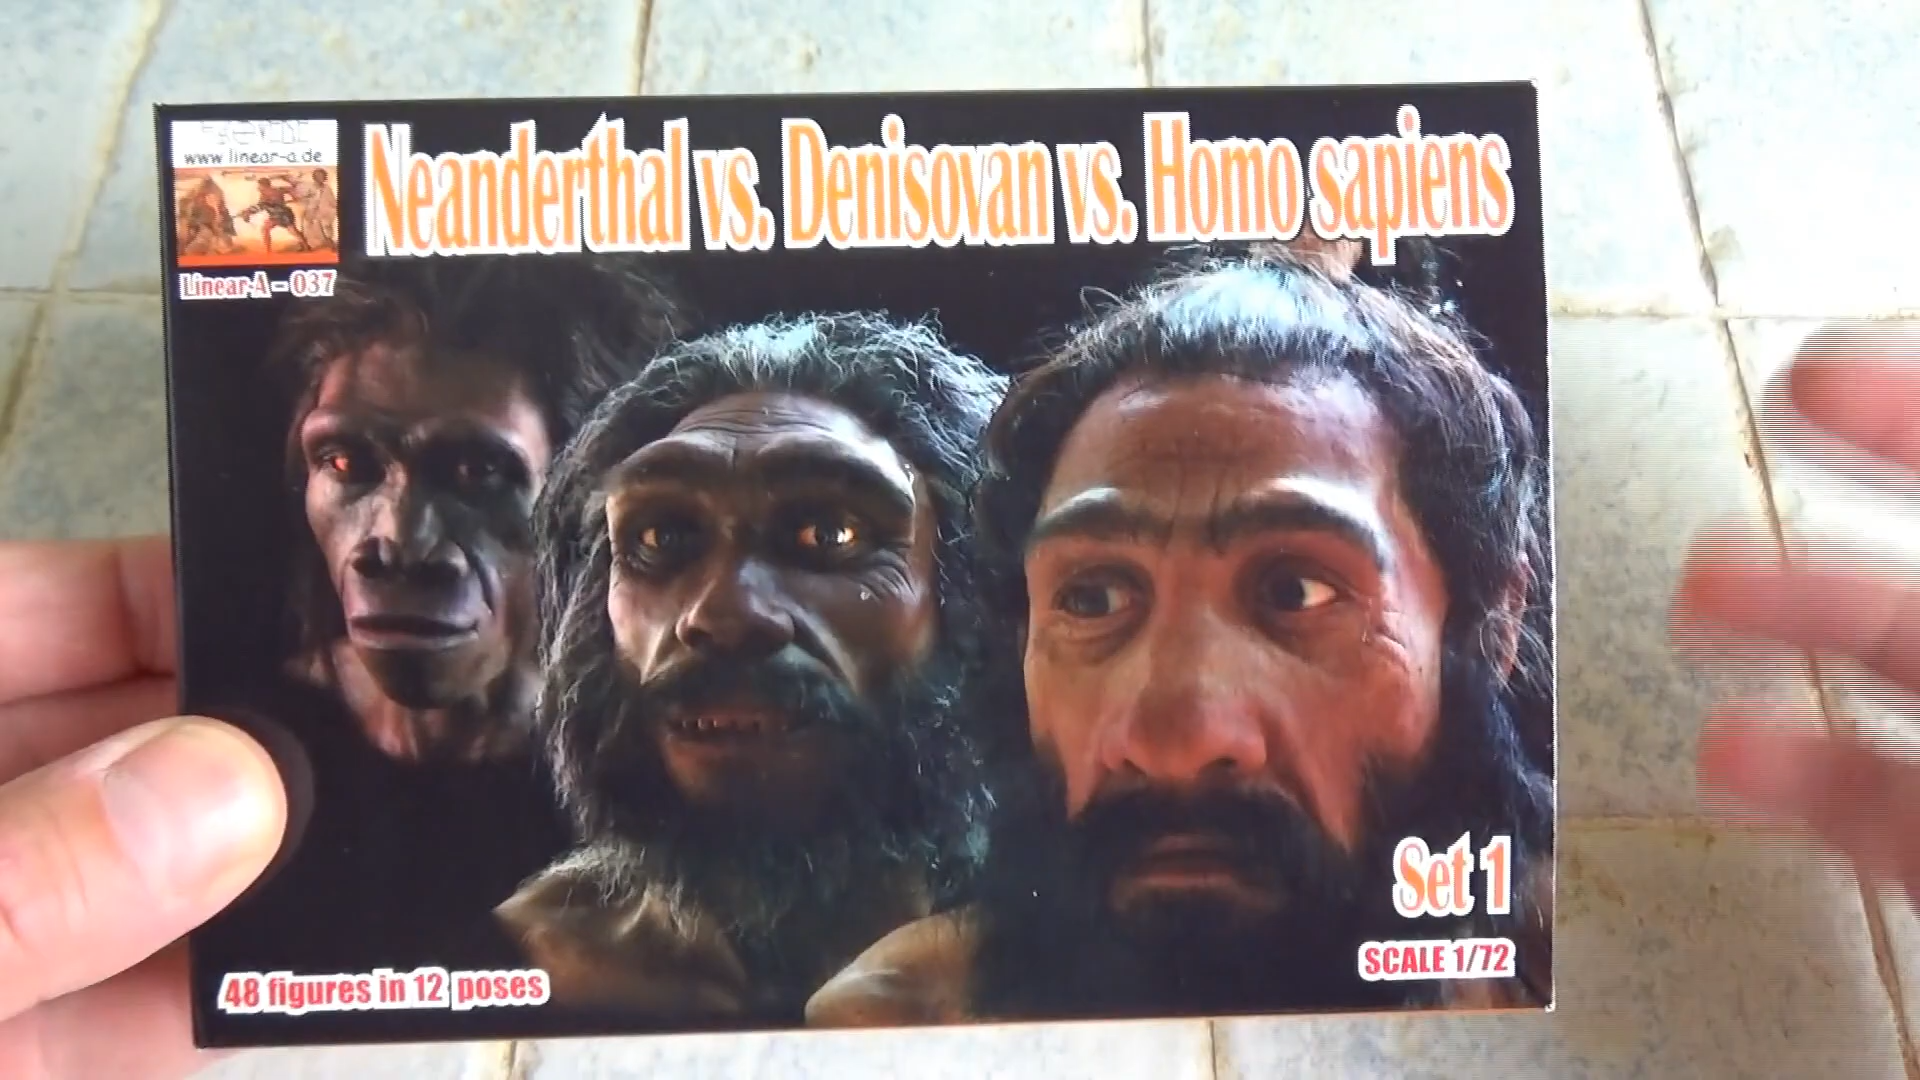 www.linear-a.de
Neanderthal vs. Denisovan vs. Homo sapiens
Linear-A - 037
Set 1
SCALE 1/72
48 figures in 12 poses